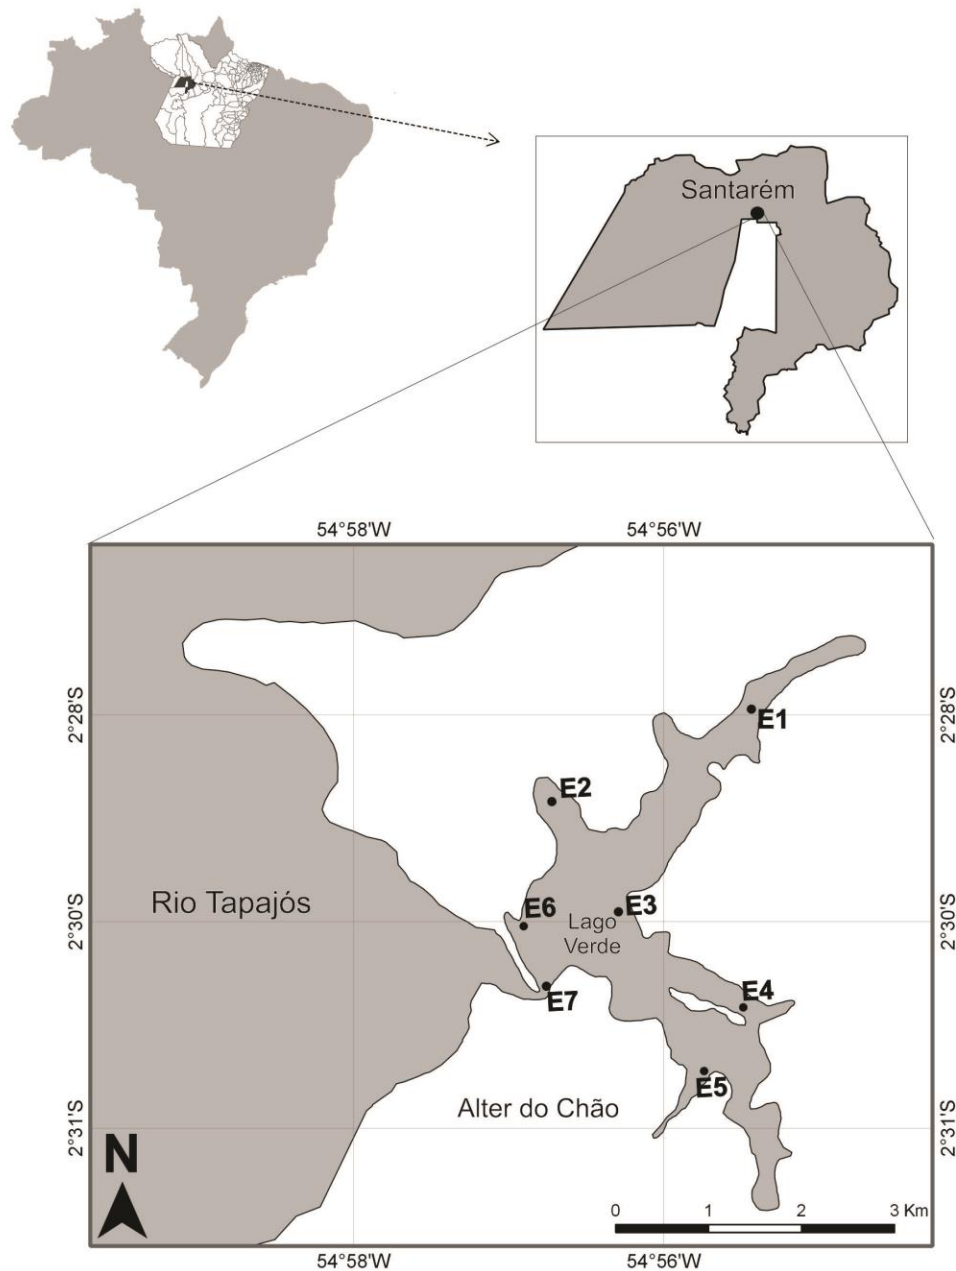 Santarém
54°58'W
54°56'W
2°28'S
2°28'S
E1
E2
Rio Tapajós
E6
E3
2°30'S
2°30'S
Lago
Verde
E7
E4
E5
Alter do Chão
2°31'S
2°31'S
N
0 1 2 3 Km
54°58'W
54°56'W